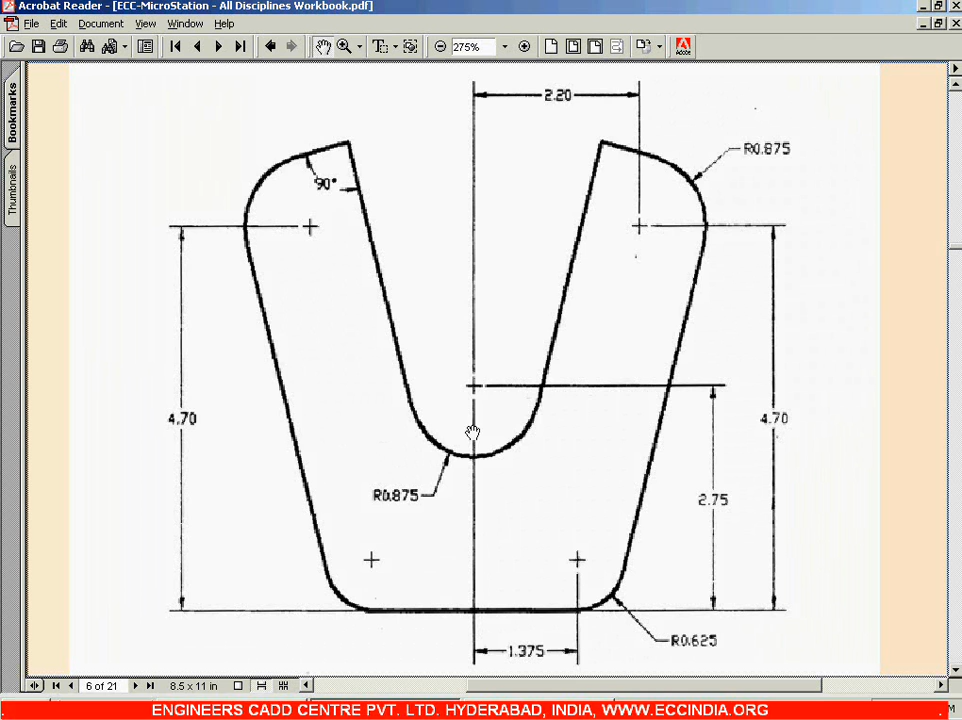 Acrobat Reader - [ECC-MicroStation - All Disciplines Workbook.pdf]
File Edit Document View Window Help
275%
Adobe
Bookmarks
Thumbnails
2.20
R0.875
90°
4.70
4.70
R0.875
2.75
1.375
R0.625
6 of 21
8.5 x 11 in
ENGINEERS CADD CENTRE PVT. LTD. HYDERABAD, INDIA, WWW.ECCINDIA.ORG